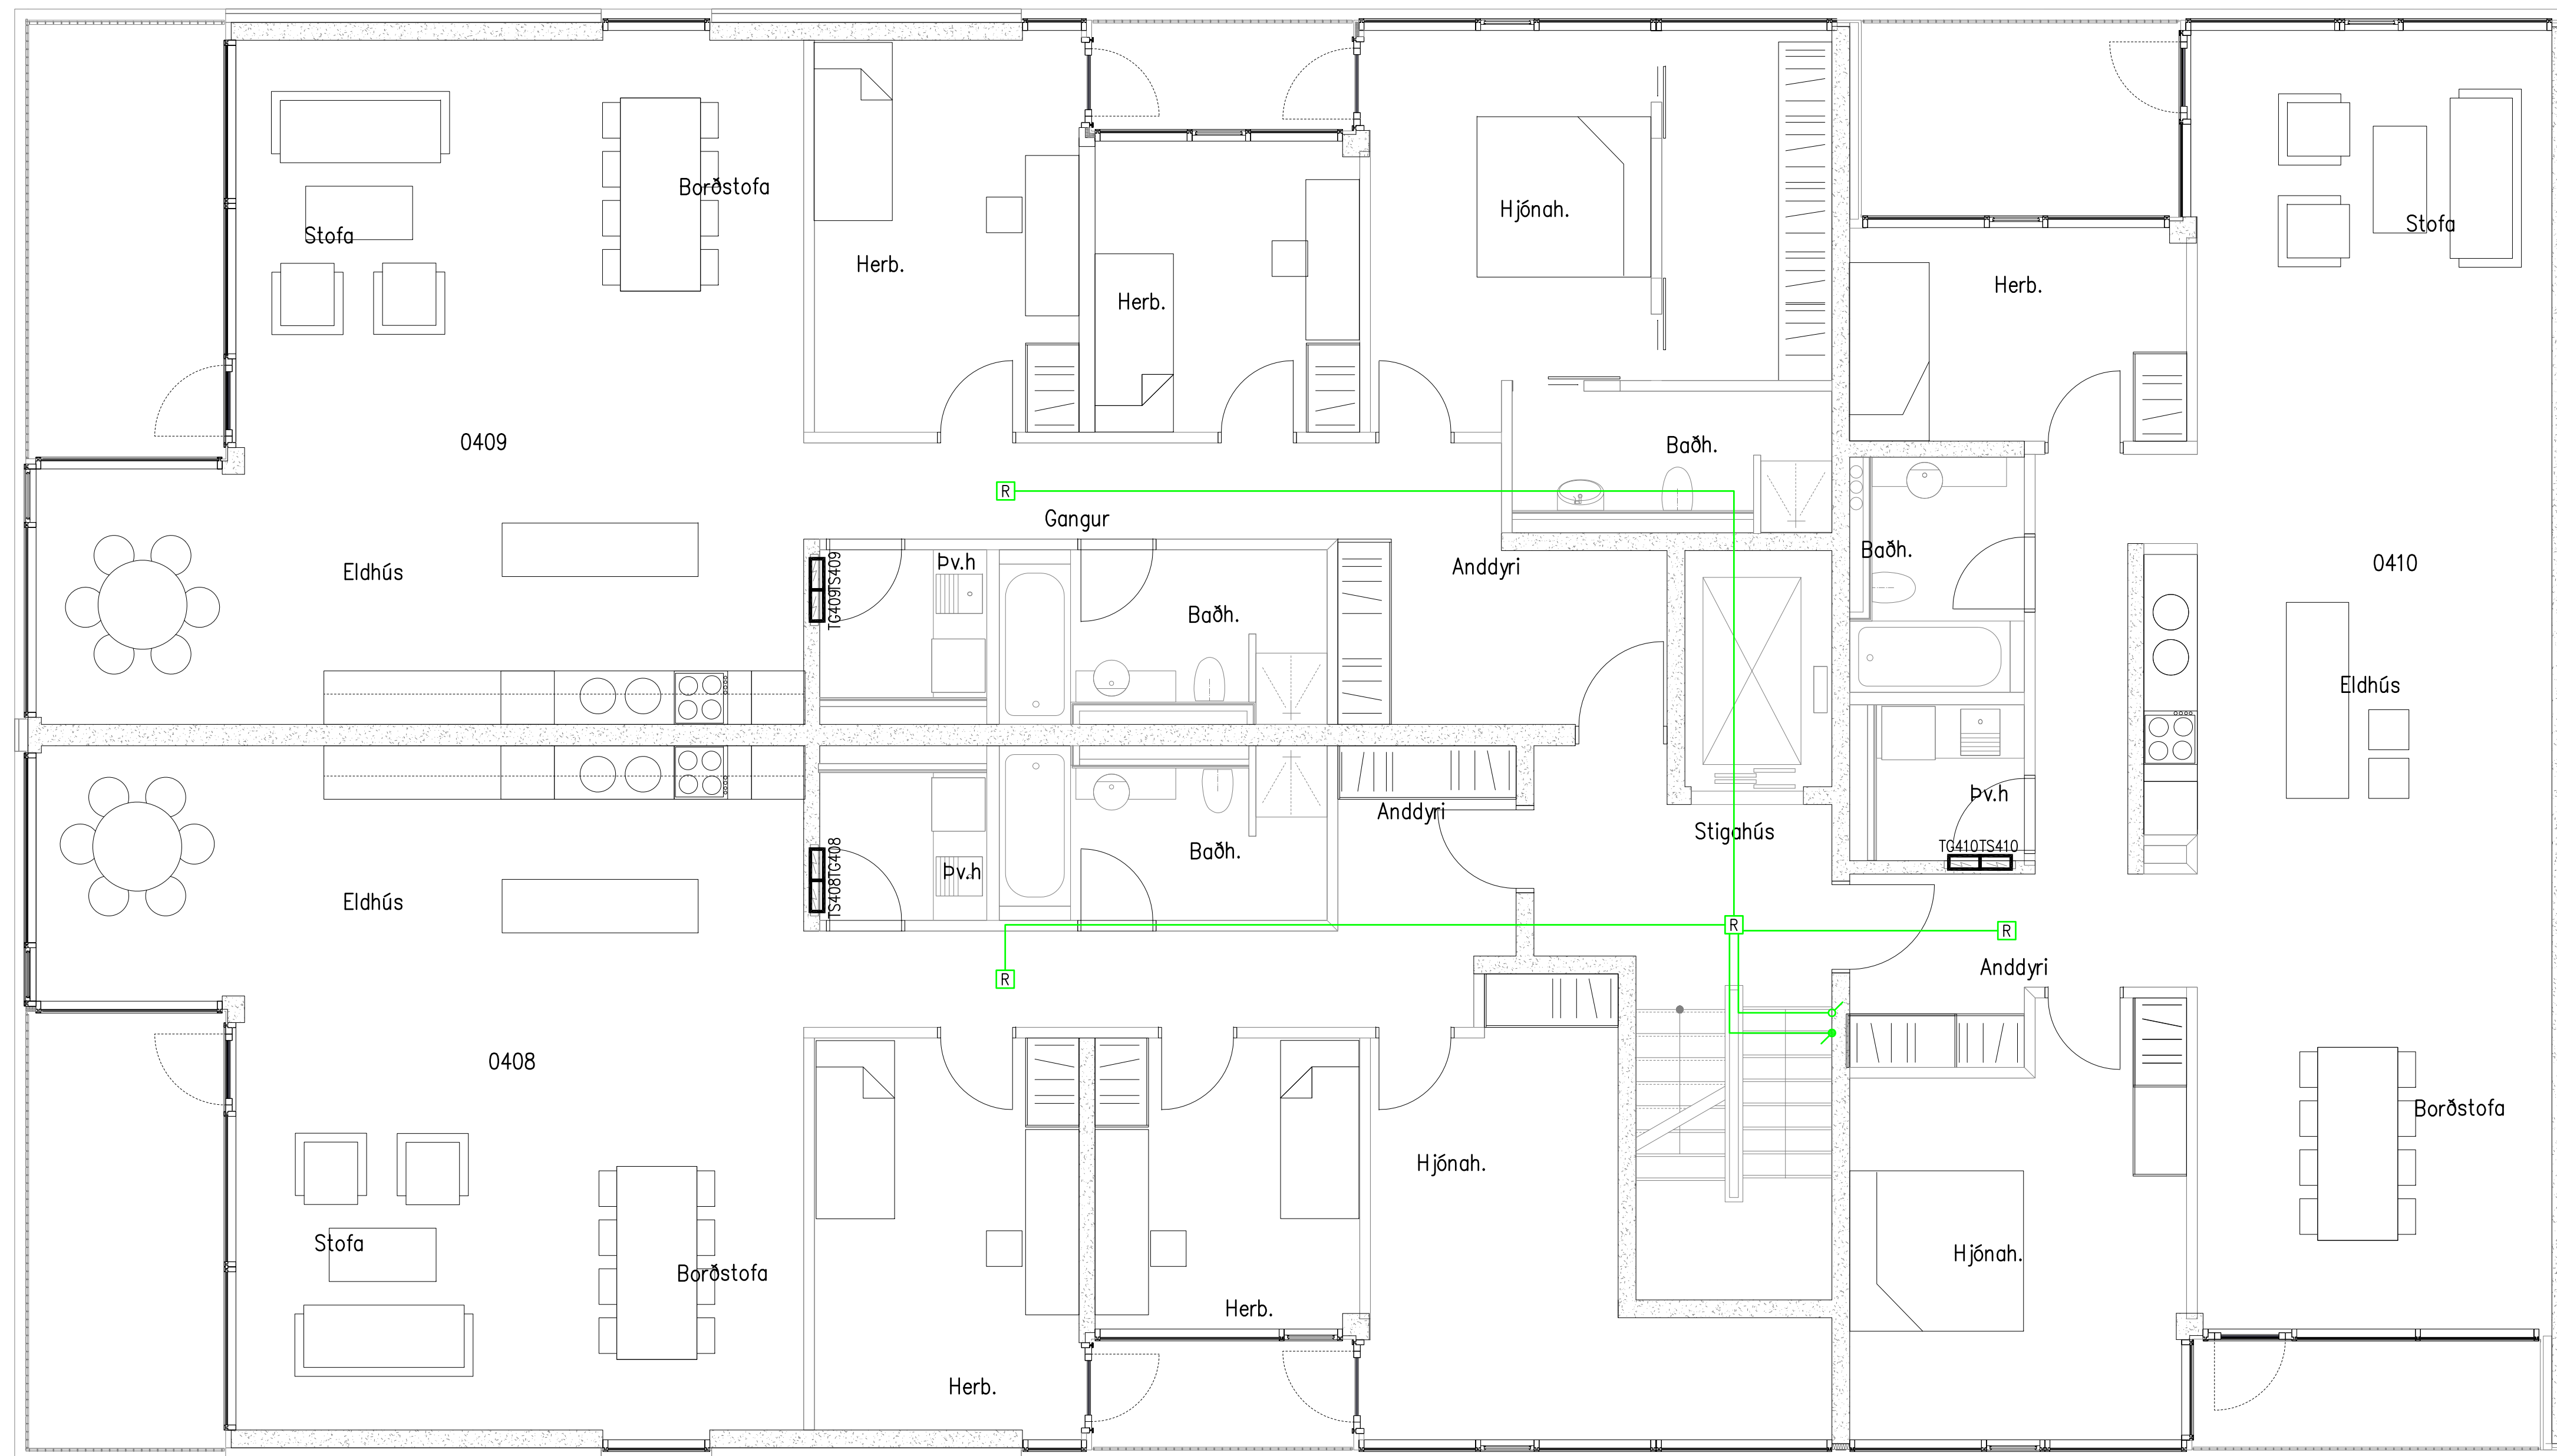 Borðstofa
Hjónah.
Stofa
Stofa
Herb.
Herb.
Herb.
0409
Baðh.
R
Gangur
Baðh.
Þv.h
TG409TS409
Anddyri
0410
Eldhús
Baðh.
Eldhús
Þv.h
Anddyri
Stigahús
TG410TS410
Baðh.
Þv.h
TS408TG408
Eldhús
R
R
Anddyri
R
0408
Borðstofa
Hjónah.
Stofa
Hjónah.
Borðstofa
Herb.
Herb.